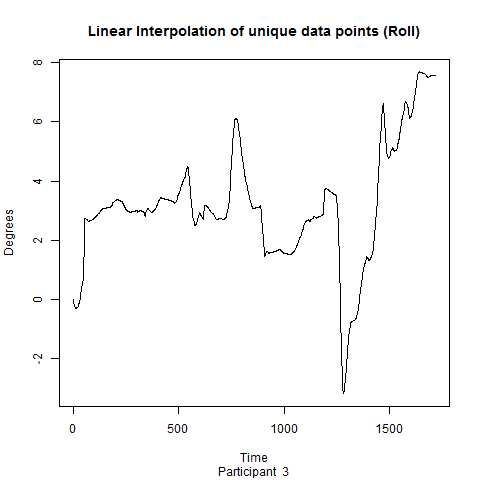 Linear Interpolation of unique data points (Roll)
Degrees
8
6
4
2
0
-2
0 500 1000 1500
Time
Participant 3